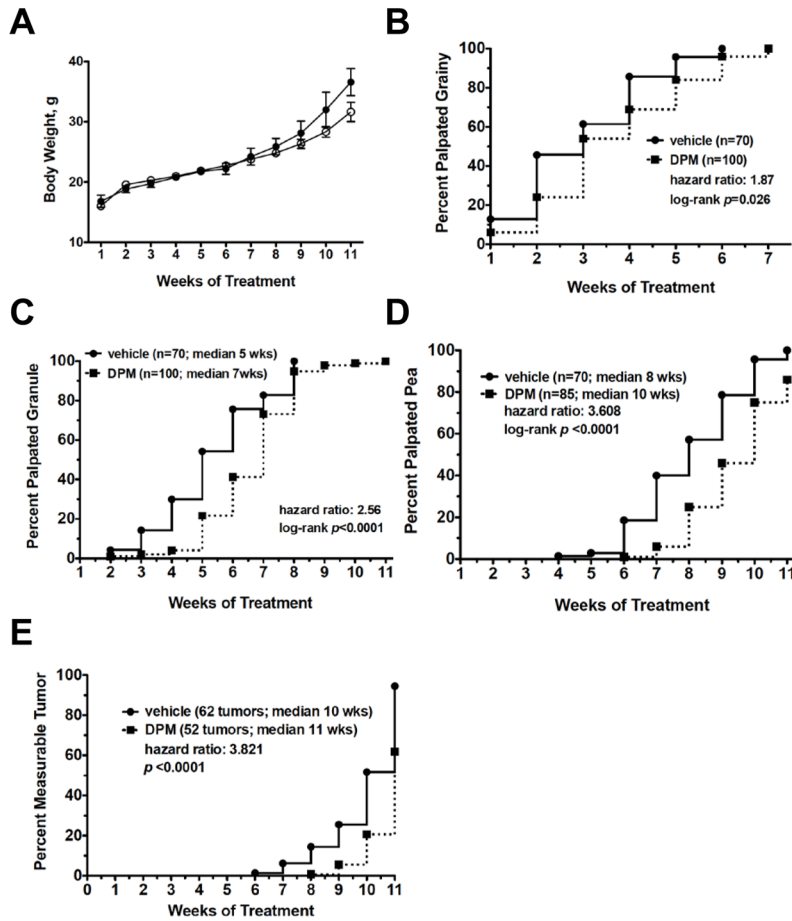 A
Body Weight, g
40
30
20
10
1 2 3 4 5 6 7 8 9 10 11
Weeks of Treatment
B
Percent Palpated Grainy
100
80
60
40
20
0
vehicle (n=70)
DPM (n=100)
hazard ratio: 1.87
log-rank p=0.026
1 2 3 4 5 6 7
Weeks of Treatment
C
Percent Palpated Granule
vehicle (n=70; median 5 wks)
DPM (n=100; median 7wks)
100
80
60
40
20
0
hazard ratio: 2.56
log-rank p<0.0001
1 2 3 4 5 6 7 8 9 10 11
Weeks of Treatment
D
Percent Palpated Pea
100
80
60
40
20
0
vehicle (n=70; median 8 wks)
DPM (n=85; median 10 wks)
hazard ratio: 3.608
log-rank p <0.0001
1 2 3 4 5 6 7 8 9 10 11
Weeks of Treatment
E
Percent Measurable Tumor
100
80
60
40
20
0
vehicle (62 tumors; median 10 wks)
DPM (52 tumors; median 11 wks)
hazard ratio: 3.821
p <0.0001
0 1 2 3 4 5 6 7 8 9 10 11
Weeks of Treatment